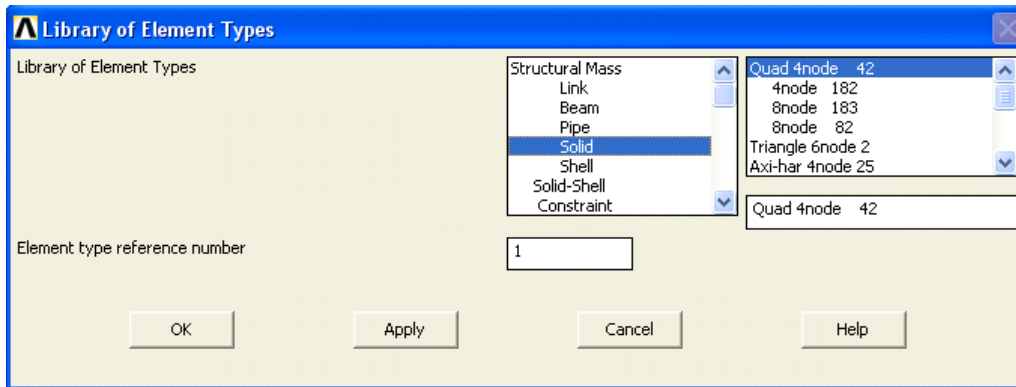 Library of Element Types
Library of Element Types
Structural Mass
Link
Beam
Pipe
Solid
Shell
Solid-Shell
Constraint
Quad 4node 42
4node 182
8node 183
8node 82
Triangle 6node 2
Axi-har 4node 25
Quad 4node 42
Element type reference number
1
OK
Apply
Cancel
Help